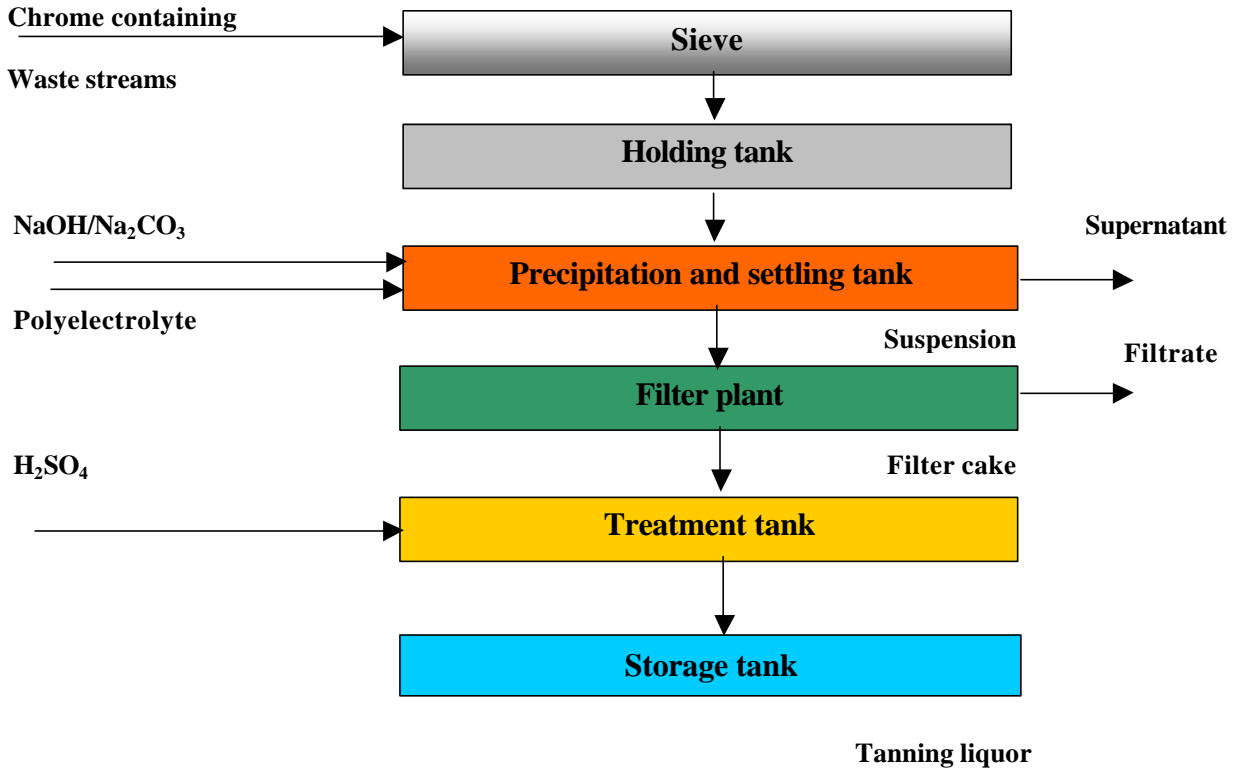 Chrome containing
Sieve
Waste streams
Holding tank
NaOH/Na₂CO₃
Supernatant
Precipitation and settling tank
Polyelectrolyte
Suspension
Filtrate
Filter plant
H₂SO₄
Filter cake
Treatment tank
Storage tank
Tanning liquor